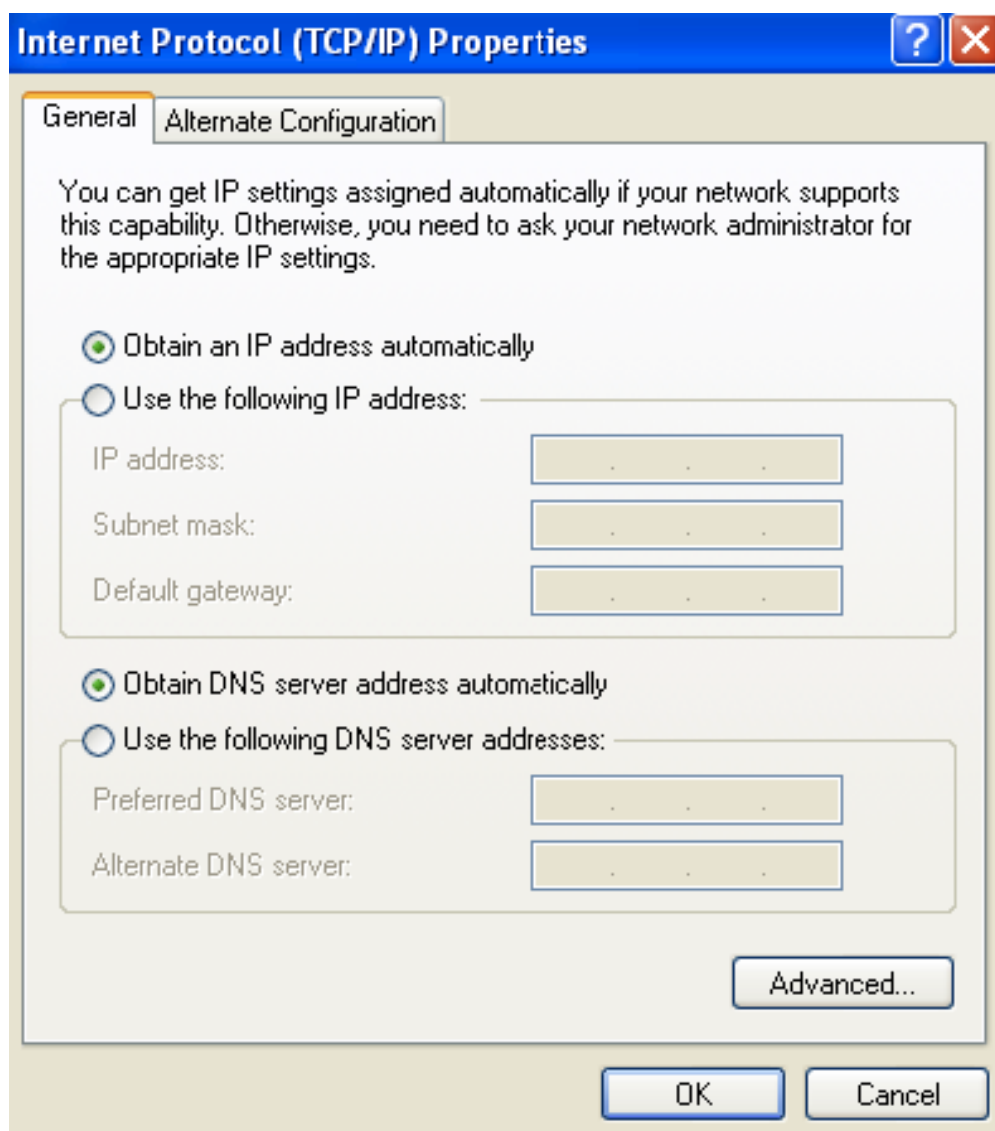 Internet Protocol (TCP/IP) Properties
General
Alternate Configuration
You can get IP settings assigned automatically if your network supports
this capability. Otherwise, you need to ask your network administrator for
the appropriate IP settings.
Obtain an IP address automatically
Use the following IP address:
IP address:
Subnet mask:
Default gateway:
Obtain DNS server address automatically
Use the following DNS server addresses:
Preferred DNS server:
Alternate DNS server:
Advanced...
OK
Cancel